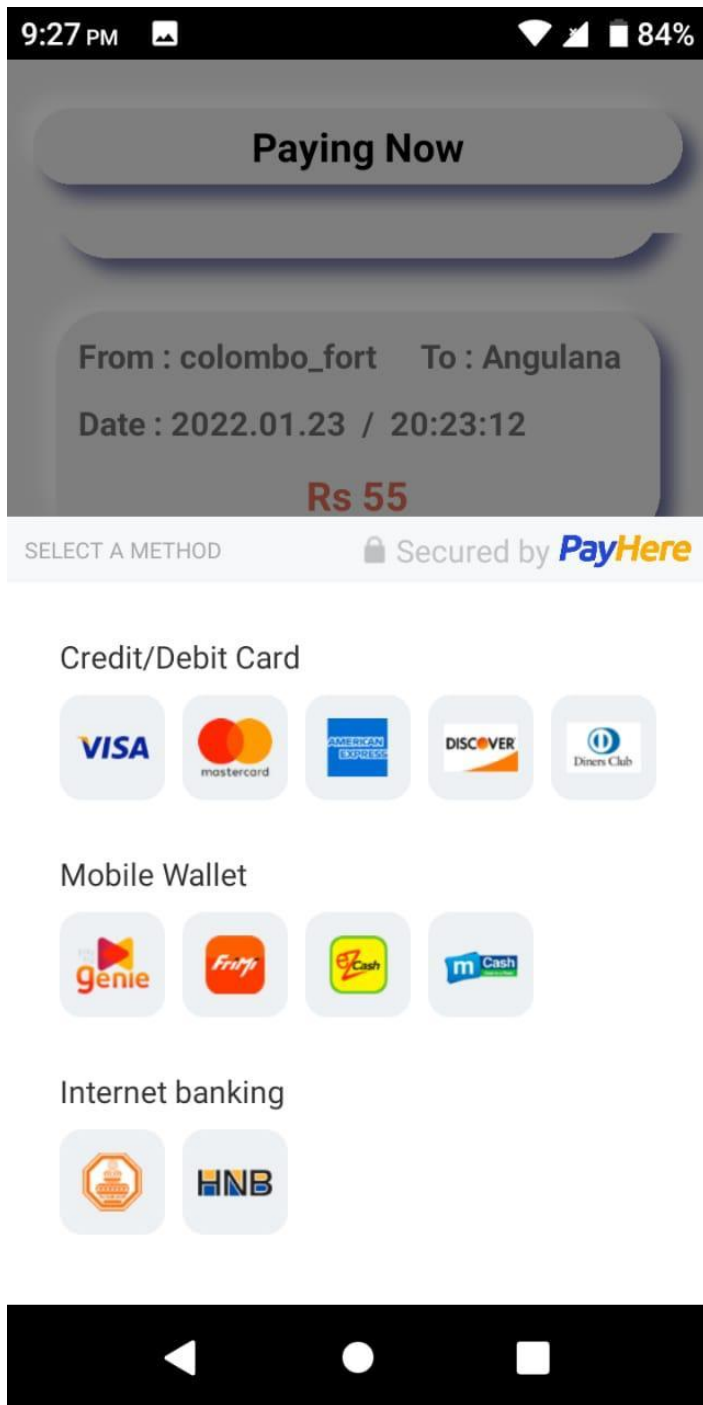 9:27 PM 84%
Paying Now
From : colombo_fort To : Angulana
Date : 2022.01.23 / 20:23:12
Rs 55
SELECT A METHOD Secured by PayHere
Credit/Debit Card
VISA mastercard AMERICAN EXPRESS DISCOVER Diners Club
Mobile Wallet
genie FriMi eZ Cash m Cash
Internet banking
HNB